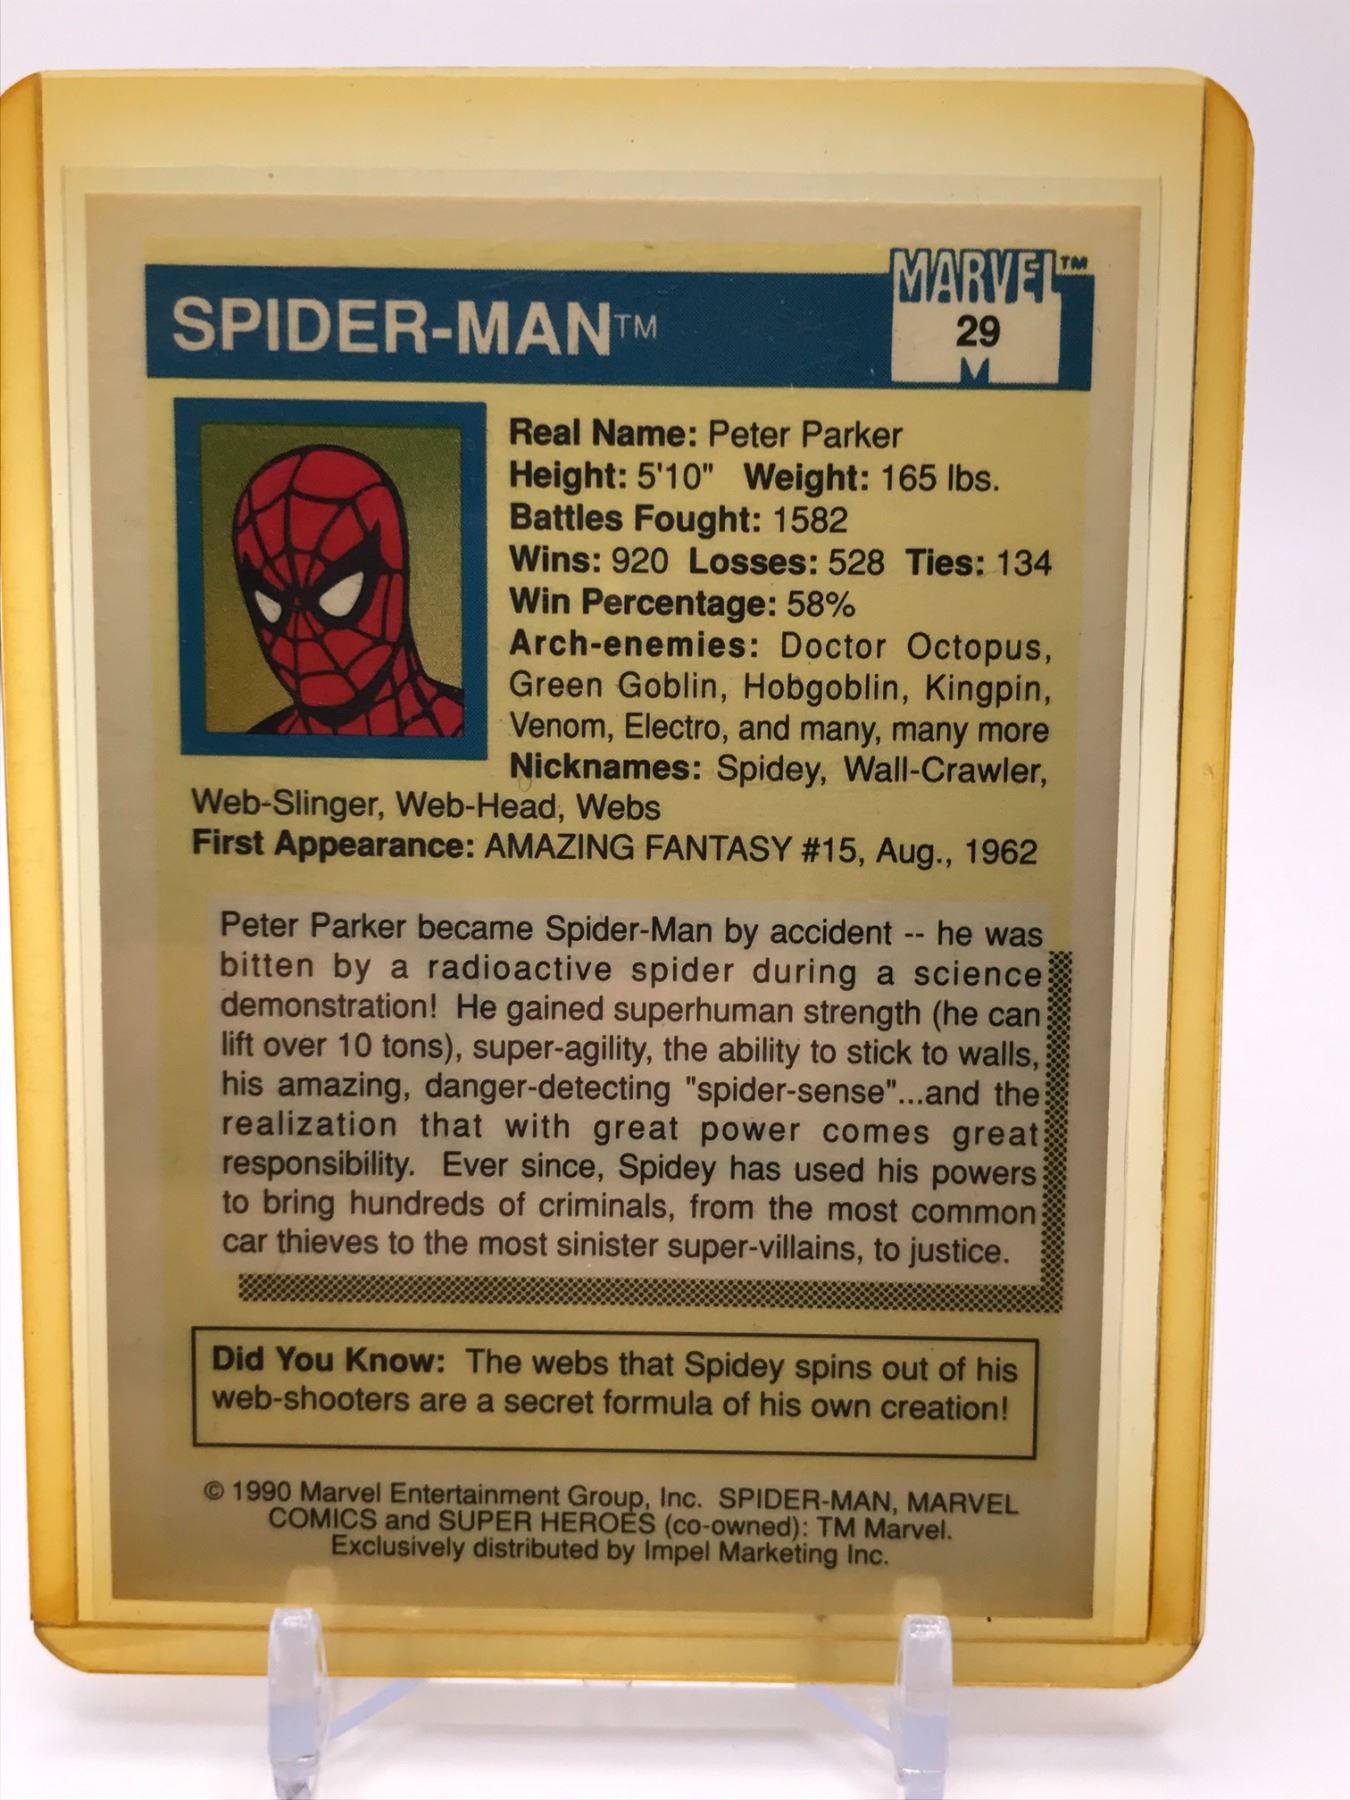 SPIDER-MAN™
MARVEL™
29
Real Name: Peter Parker
Height: 5'10" Weight: 165 lbs.
Battles Fought: 1582
Wins: 920 Losses: 528 Ties: 134
Win Percentage: 58%
Arch-enemies: Doctor Octopus,
Green Goblin, Hobgoblin, Kingpin,
Venom, Electro, and many, many more
Nicknames: Spidey, Wall-Crawler,
Web-Slinger, Web-Head, Webs
First Appearance: AMAZING FANTASY #15, Aug., 1962
Peter Parker became Spider-Man by accident -- he was
bitten by a radioactive spider during a science
demonstration! He gained superhuman strength (he can
lift over 10 tons), super-agility, the ability to stick to walls,
his amazing, danger-detecting "spider-sense"...and the
realization that with great power comes great
responsibility. Ever since, Spidey has used his powers
to bring hundreds of criminals, from the most common
car thieves to the most sinister super-villains, to justice.
Did You Know: The webs that Spidey spins out of his
web-shooters are a secret formula of his own creation!
© 1990 Marvel Entertainment Group, Inc. SPIDER-MAN, MARVEL
COMICS and SUPER HEROES (co-owned): TM Marvel.
Exclusively distributed by Impel Marketing Inc.